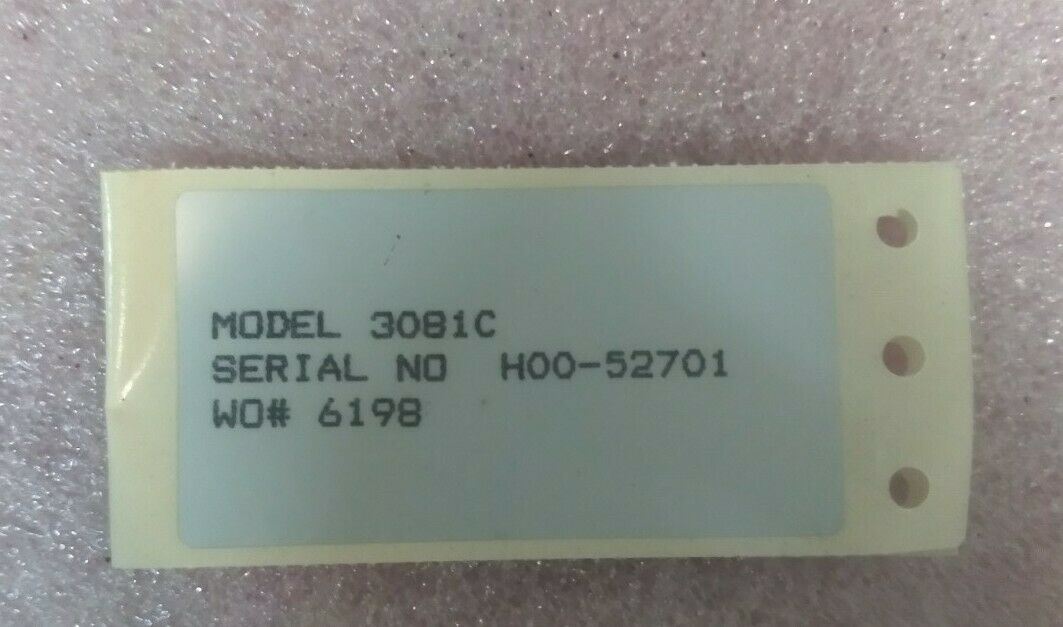 MODEL 3081C
SERIAL NO H00-52701
WO# 6198